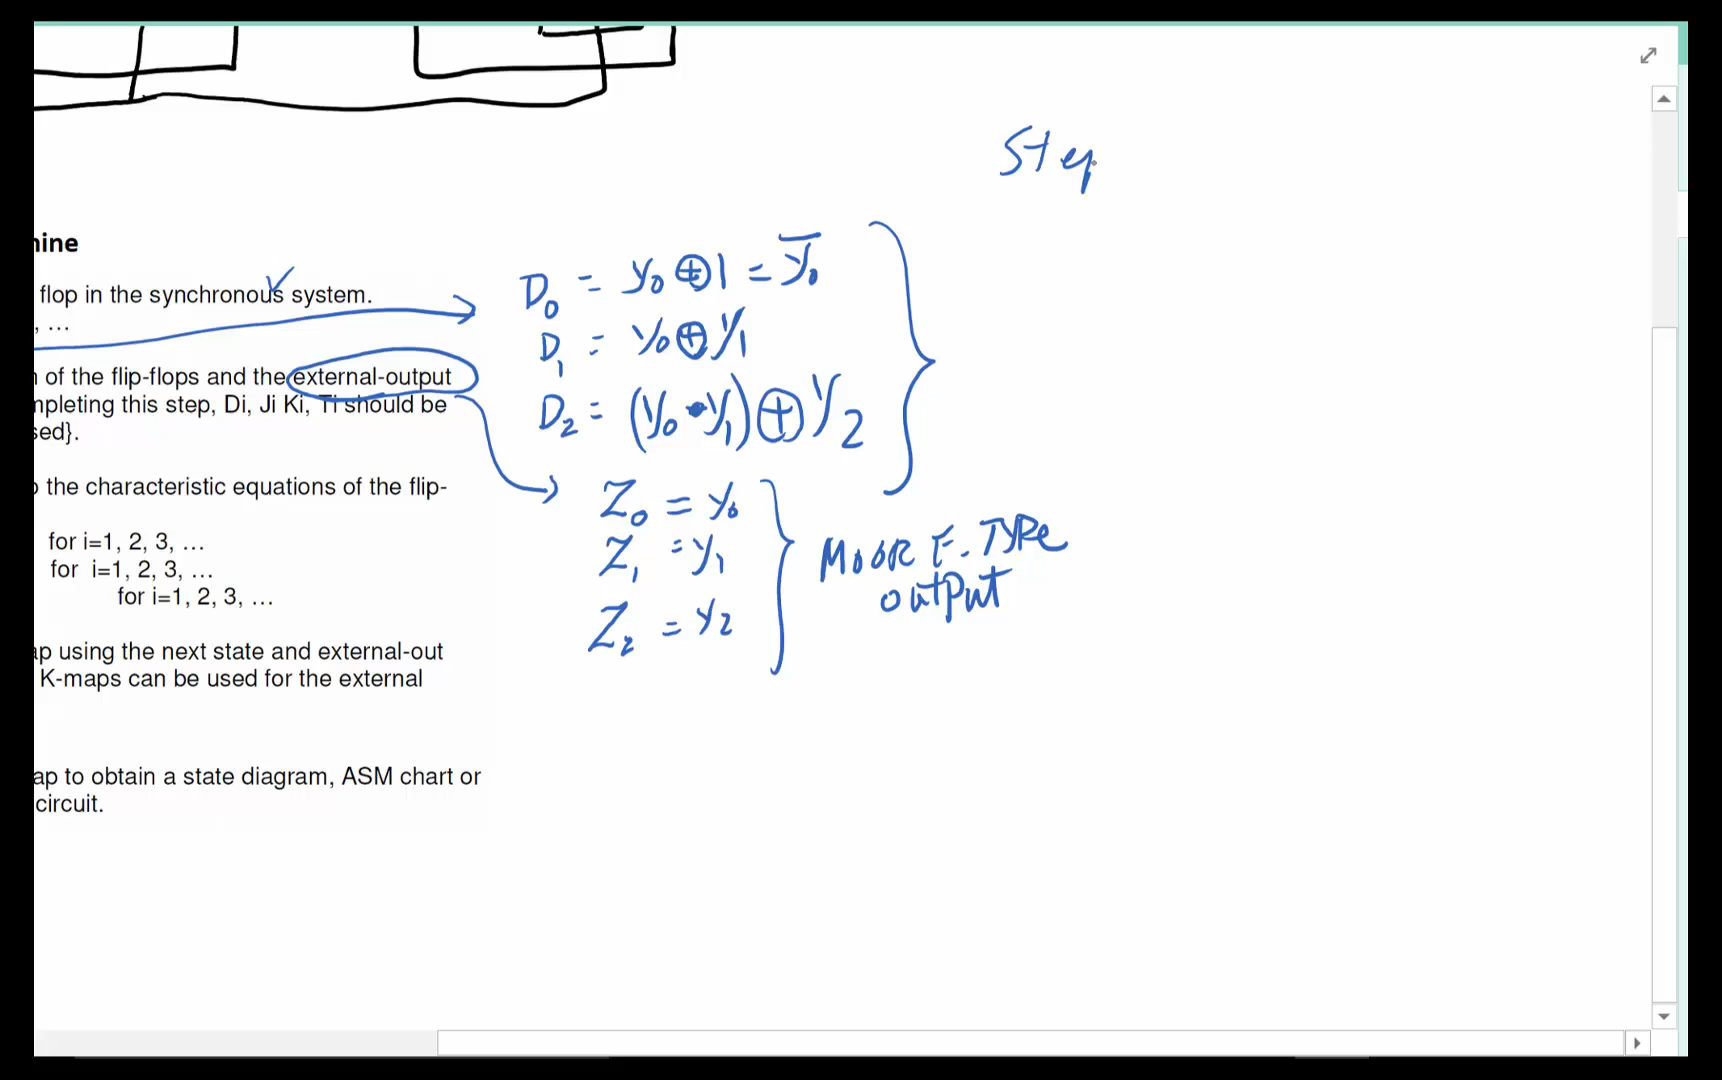 Step
hine
flop in the synchronous system.
, ...
of the flip-flops and the external-output
mpleting this step, Di, Ji Ki, Ti should be
sed}.
the characteristic equations of the flip-
for i=1, 2, 3, ...
for i=1, 2, 3, ...
for i=1, 2, 3, ...
ap using the next state and external-out
K-maps can be used for the external
ap to obtain a state diagram, ASM chart or
circuit.
D₀ = y₀ ⊕ 1 = y̅₀
D₁ = y₀ ⊕ y₁
D₂ = (y₀ • y₁) ⊕ y₂
Z₀ = y₀
Z₁ = y₁
Z₂ = y₂
MOORE-TYPE
OUTPUT